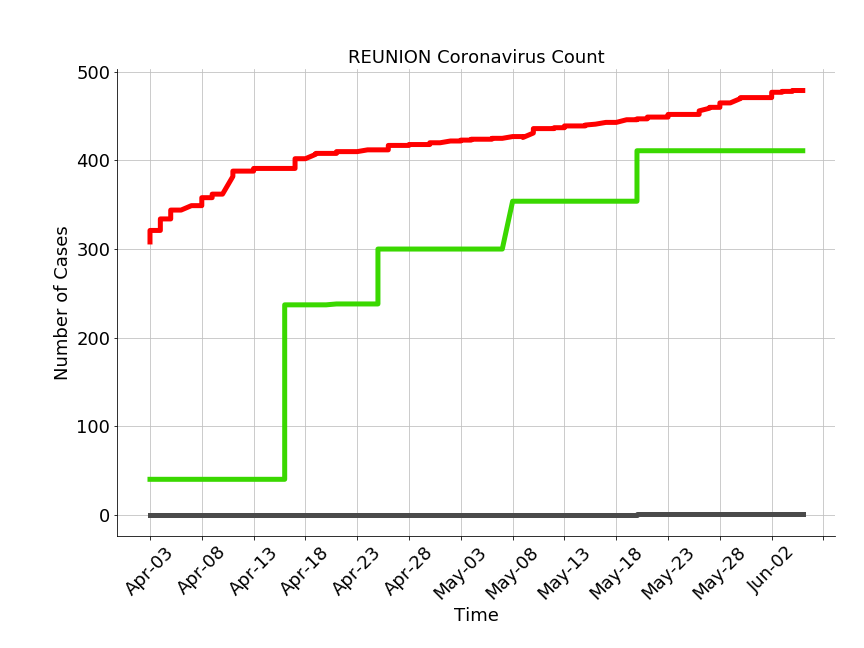 REUNION Coronavirus Count
500
400
300
200
100
0
Number of Cases
Apr-03
Apr-08
Apr-13
Apr-18
Apr-23
Apr-28
May-03
May-08
May-13
May-18
May-23
May-28
Jun-02
Time